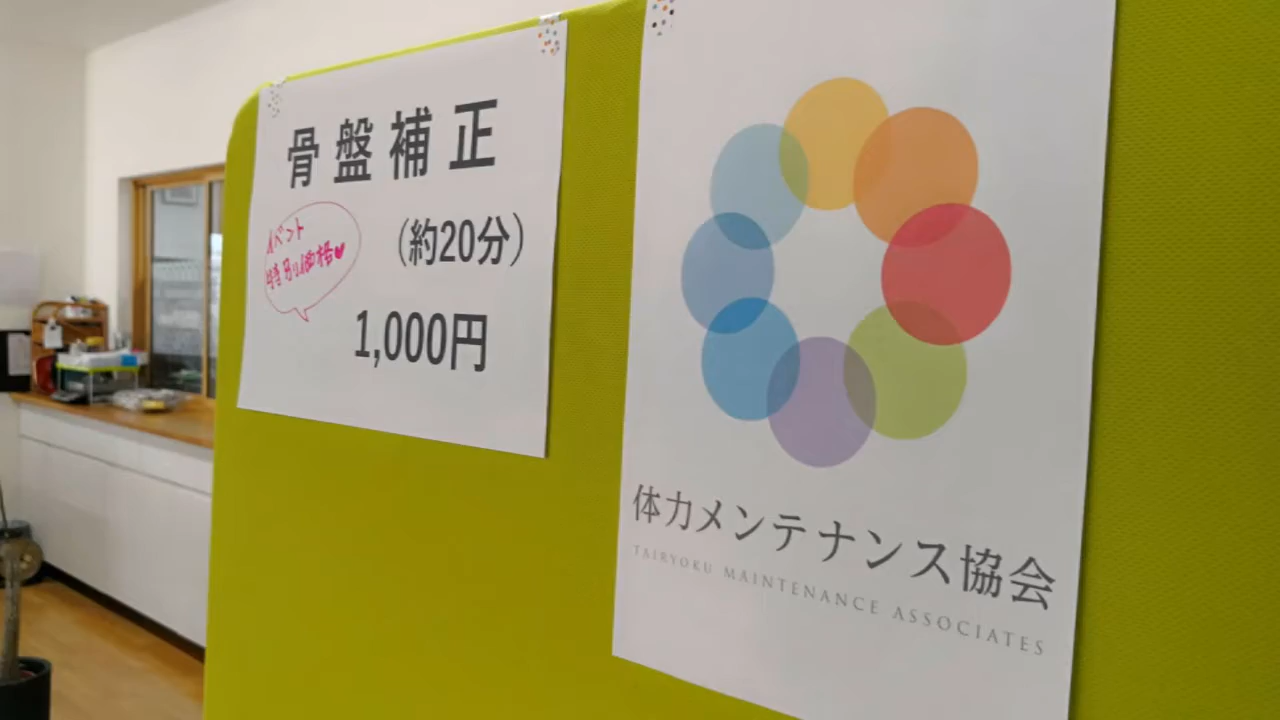 骨盤補正
イベント
特別価格♥
(約20分)
1,000円
体力メンテナンス協会
TAIRYOKU MAINTENANCE ASSOCIATES